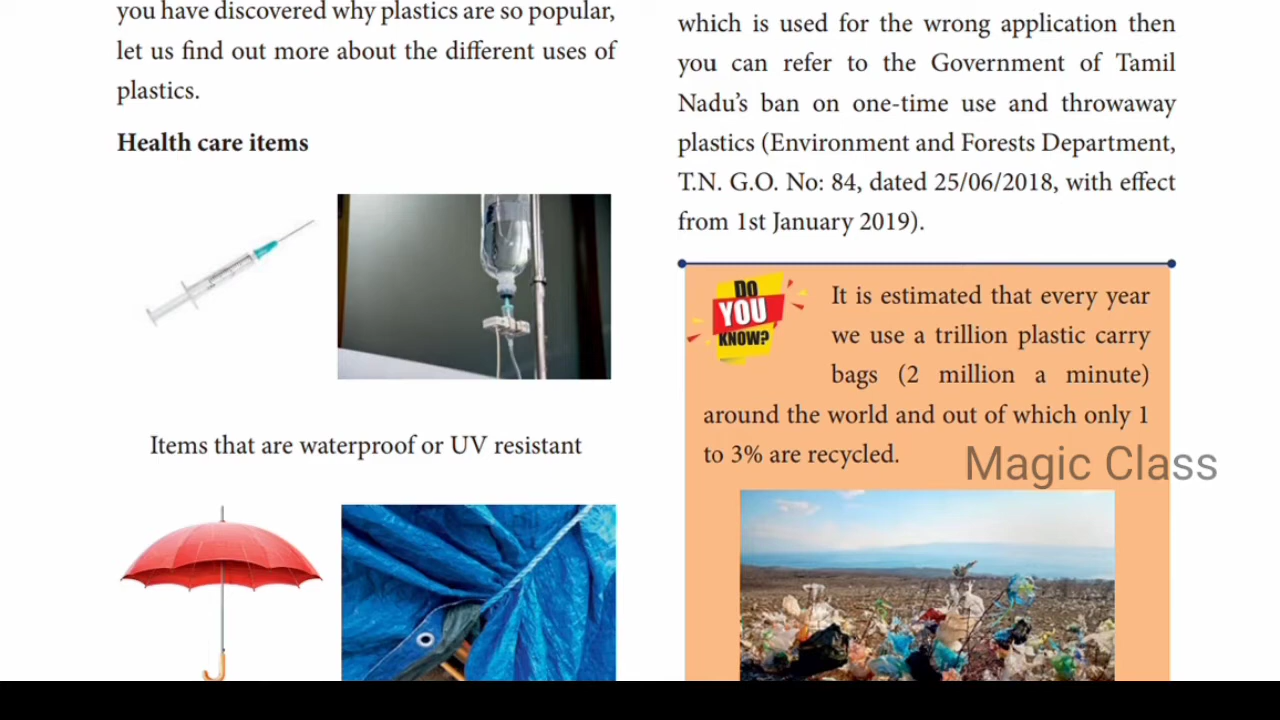 you have discovered why plastics are so popular,
let us find out more about the different uses of
plastics.
Health care items
Items that are waterproof or UV resistant
which is used for the wrong application then
you can refer to the Government of Tamil
Nadu’s ban on one-time use and throwaway
plastics (Environment and Forests Department,
T.N. G.O. No: 84, dated 25/06/2018, with effect
from 1st January 2019).
DO
YOU
KNOW?
It is estimated that every year
we use a trillion plastic carry
bags (2 million a minute)
around the world and out of which only 1
to 3% are recycled.
Magic Class